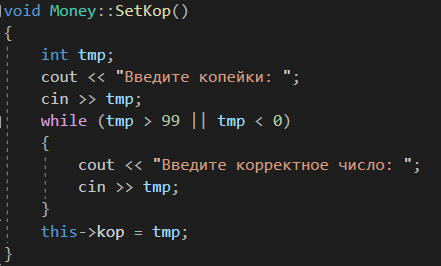 void Money::SetKop()
{
    int tmp;
    cout << "Введите копейки: ";
    cin >> tmp;
    while (tmp > 99 || tmp < 0)
    {
        cout << "Введите корректное число: ";
        cin >> tmp;
    }
    this->kop = tmp;
}